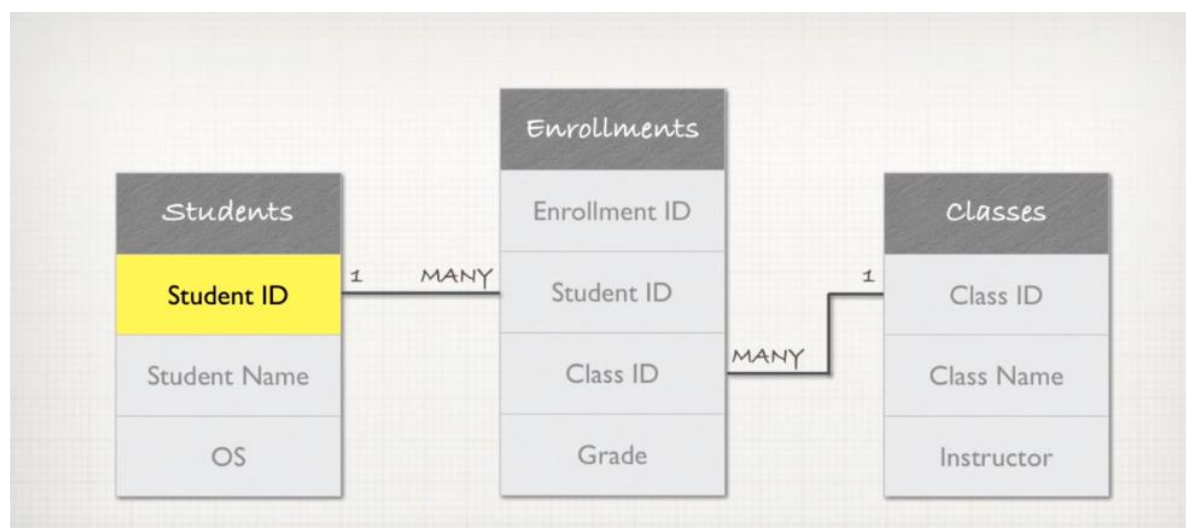 Students
Student ID
Student Name
OS
1
MANY
Enrollments
Enrollment ID
Student ID
Class ID
Grade
MANY
1
Classes
Class ID
Class Name
Instructor